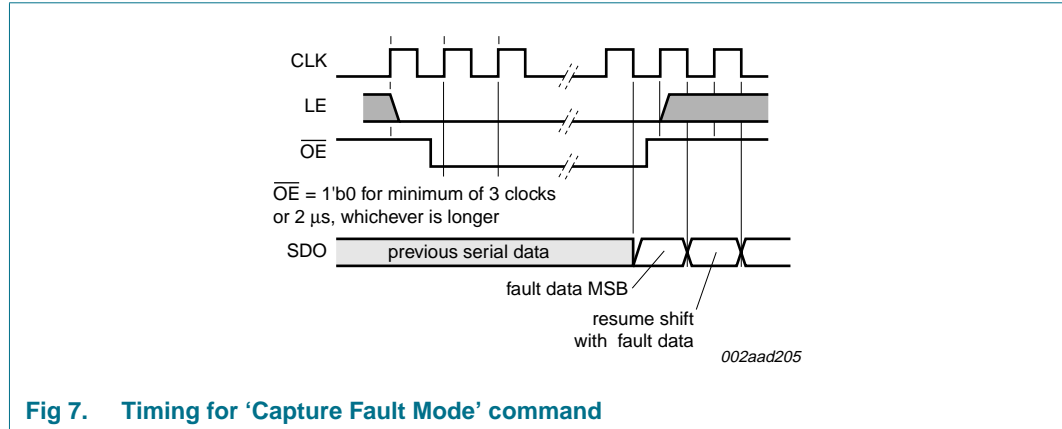 CLK
LE
OE
OE = 1'b0 for minimum of 3 clocks
or 2 μs, whichever is longer
SDO
previous serial data
fault data MSB
resume shift
with fault data
002aad205
Fig 7. Timing for ‘Capture Fault Mode’ command